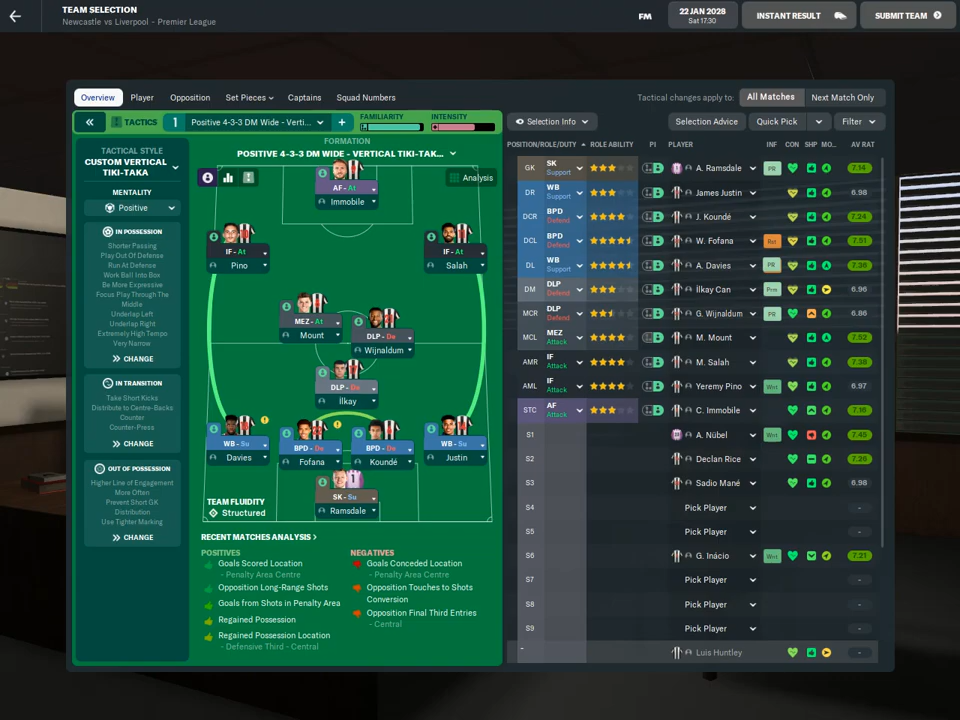 TEAM SELECTION
Newcastle vs Liverpool - Premier League
FM
22 JAN 2028
Sat 17:30
INSTANT RESULT
SUBMIT TEAM
Overview
Player
Opposition
Set Pieces
Captains
Squad Numbers
Tactical changes apply to:
All Matches
Next Match Only
TACTICS
1
Positive 4-3-3 DM Wide - Verti...
FAMILIARITY
INTENSITY
Selection Info
Selection Advice
Quick Pick
Filter
TACTICAL STYLE
CUSTOM VERTICAL
TIKI-TAKA
MENTALITY
Positive
IN POSSESSION
Shorter Passing
Play Out Of Defence
Run At Defence
Work Ball Into Box
Be More Expressive
Focus Play Through The
Middle
Underlap Left
Underlap Right
Extremely High Tempo
Very Narrow
CHANGE
IN TRANSITION
Take Short Kicks
Distribute to Centre-Backs
Counter
Counter-Press
CHANGE
OUT OF POSSESSION
Higher Line of Engagement
More Often
Prevent Short GK
Distribution
Use Tighter Marking
CHANGE
FORMATION
POSITIVE 4-3-3 DM WIDE - VERTICAL TIKI-TAK...
Analysis
AF - At
Immobile
IF - At
Pino
IF - At
Salah
MEZ - At
Mount
DLP - De
Wijnaldum
DLP - De
İlkay
WB - Su
Davies
BPD - De
Fofana
BPD - De
Koundé
WB - Su
Justin
1
SK - Su
Ramsdale
TEAM FLUIDITY
Structured
RECENT MATCHES ANALYSIS
POSITIVES
Goals Scored Location
- Penalty Area Centre
Opposition Long-Range Shots
Goals from Shots in Penalty Area
Regained Possession
Regained Possession Location
- Defensive Third - Central
NEGATIVES
Goals Conceded Location
- Penalty Area Centre
Opposition Touches to Shots
Conversion
Opposition Final Third Entries
- Central
POSITION/ROLE/DUTY
ROLE ABILITY
PI
PLAYER
INF
CON
SHP
MO...
AV RAT
GK
SK
Support
A. Ramsdale
PR
7.14
DR
WB
Support
James Justin
6.98
DCR
BPD
Defend
J. Koundé
7.24
DCL
BPD
Defend
W. Fofana
Rst
7.51
DL
WB
Support
A. Davies
PR
7.36
DM
DLP
Defend
İlkay Can
Prm
6.96
MCR
DLP
Defend
G. Wijnaldum
PR
6.86
MCL
MEZ
Attack
M. Mount
7.52
AMR
IF
Attack
M. Salah
7.38
AML
IF
Attack
Yeremy Pino
Wnt
6.97
STC
AF
Attack
C. Immobile
7.16
S1
A. Nübel
Wnt
7.45
S2
Declan Rice
7.26
S3
Sadio Mané
6.98
S4
Pick Player
-
S5
Pick Player
-
S6
G. Inácio
Wnt
7.21
S7
Pick Player
-
S8
Pick Player
-
S9
Pick Player
-
-
Luis Huntley
-